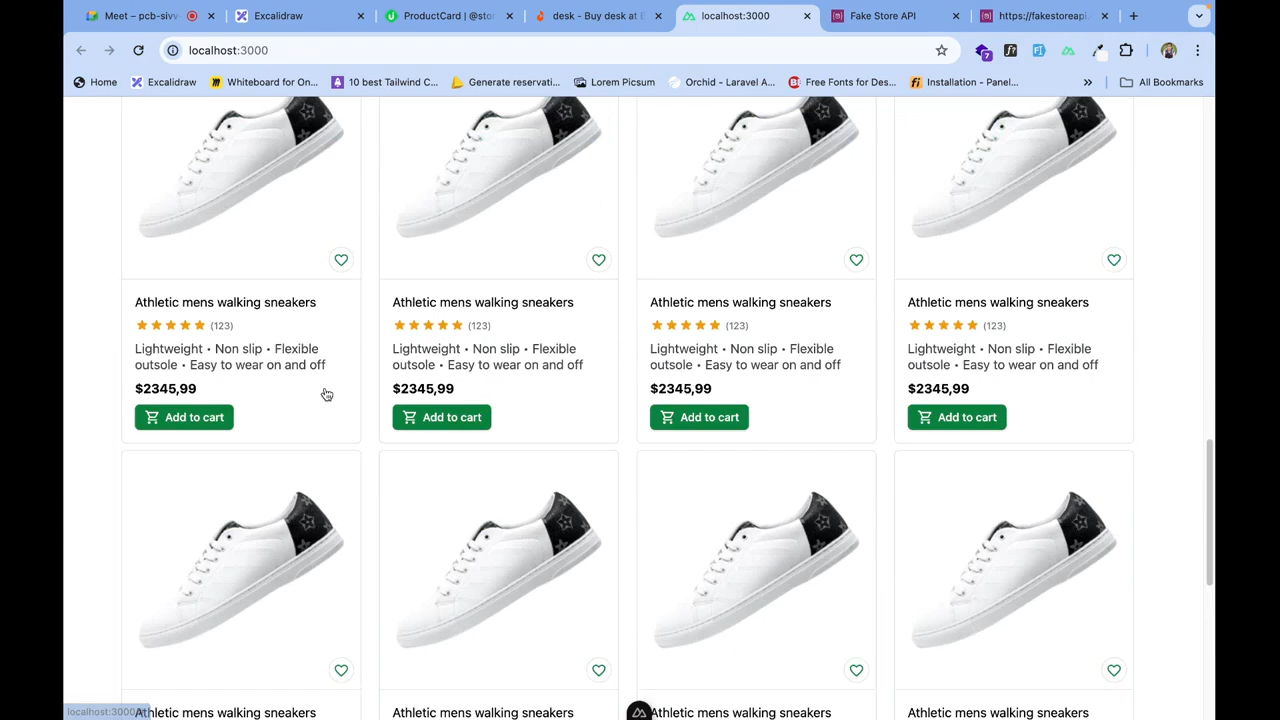 Meet – pcb-sivv
Excalidraw
ProductCard | @stor
desk - Buy desk at B
localhost:3000
Fake Store API
https://fakestoreapi.
localhost:3000
7
Home
Excalidraw
Whiteboard for On...
10 best Tailwind C...
Generate reservati...
Lorem Picsum
Orchid - Laravel A...
Free Fonts for Des...
Installation - Panel...
All Bookmarks
Athletic mens walking sneakers
Athletic mens walking sneakers
Athletic mens walking sneakers
Athletic mens walking sneakers
(123)
(123)
(123)
(123)
Lightweight • Non slip • Flexible
outsole • Easy to wear on and off
Lightweight • Non slip • Flexible
outsole • Easy to wear on and off
Lightweight • Non slip • Flexible
outsole • Easy to wear on and off
Lightweight • Non slip • Flexible
outsole • Easy to wear on and off
$2345,99
$2345,99
$2345,99
$2345,99
Add to cart
Add to cart
Add to cart
Add to cart
Athletic mens walking sneakers
Athletic mens walking sneakers
Athletic mens walking sneakers
Athletic mens walking sneakers
localhost:3000